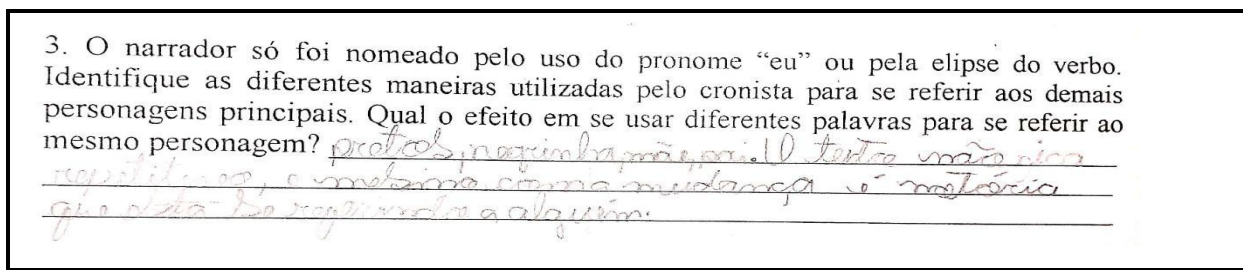 3. O narrador só foi nomeado pelo uso do pronome “eu” ou pela elipse do verbo.
Identifique as diferentes maneiras utilizadas pelo cronista para se referir aos demais
personagens principais. Qual o efeito em se usar diferentes palavras para se referir ao
mesmo personagem? pretos, negrinha, mãe, pai. O texto não fica
repetitivo, e mesmo com a mudança é notória
que está se referindo a alguém.